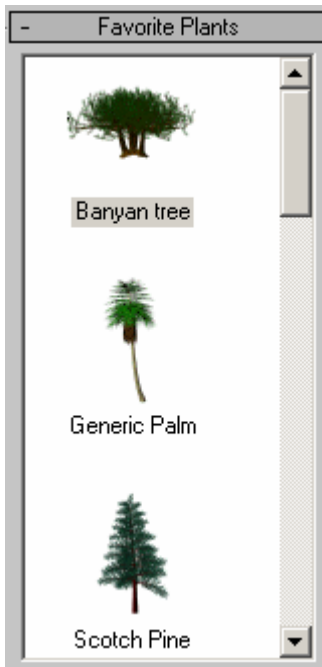 - Favorite Plants
Banyan tree
Generic Palm
Scotch Pine